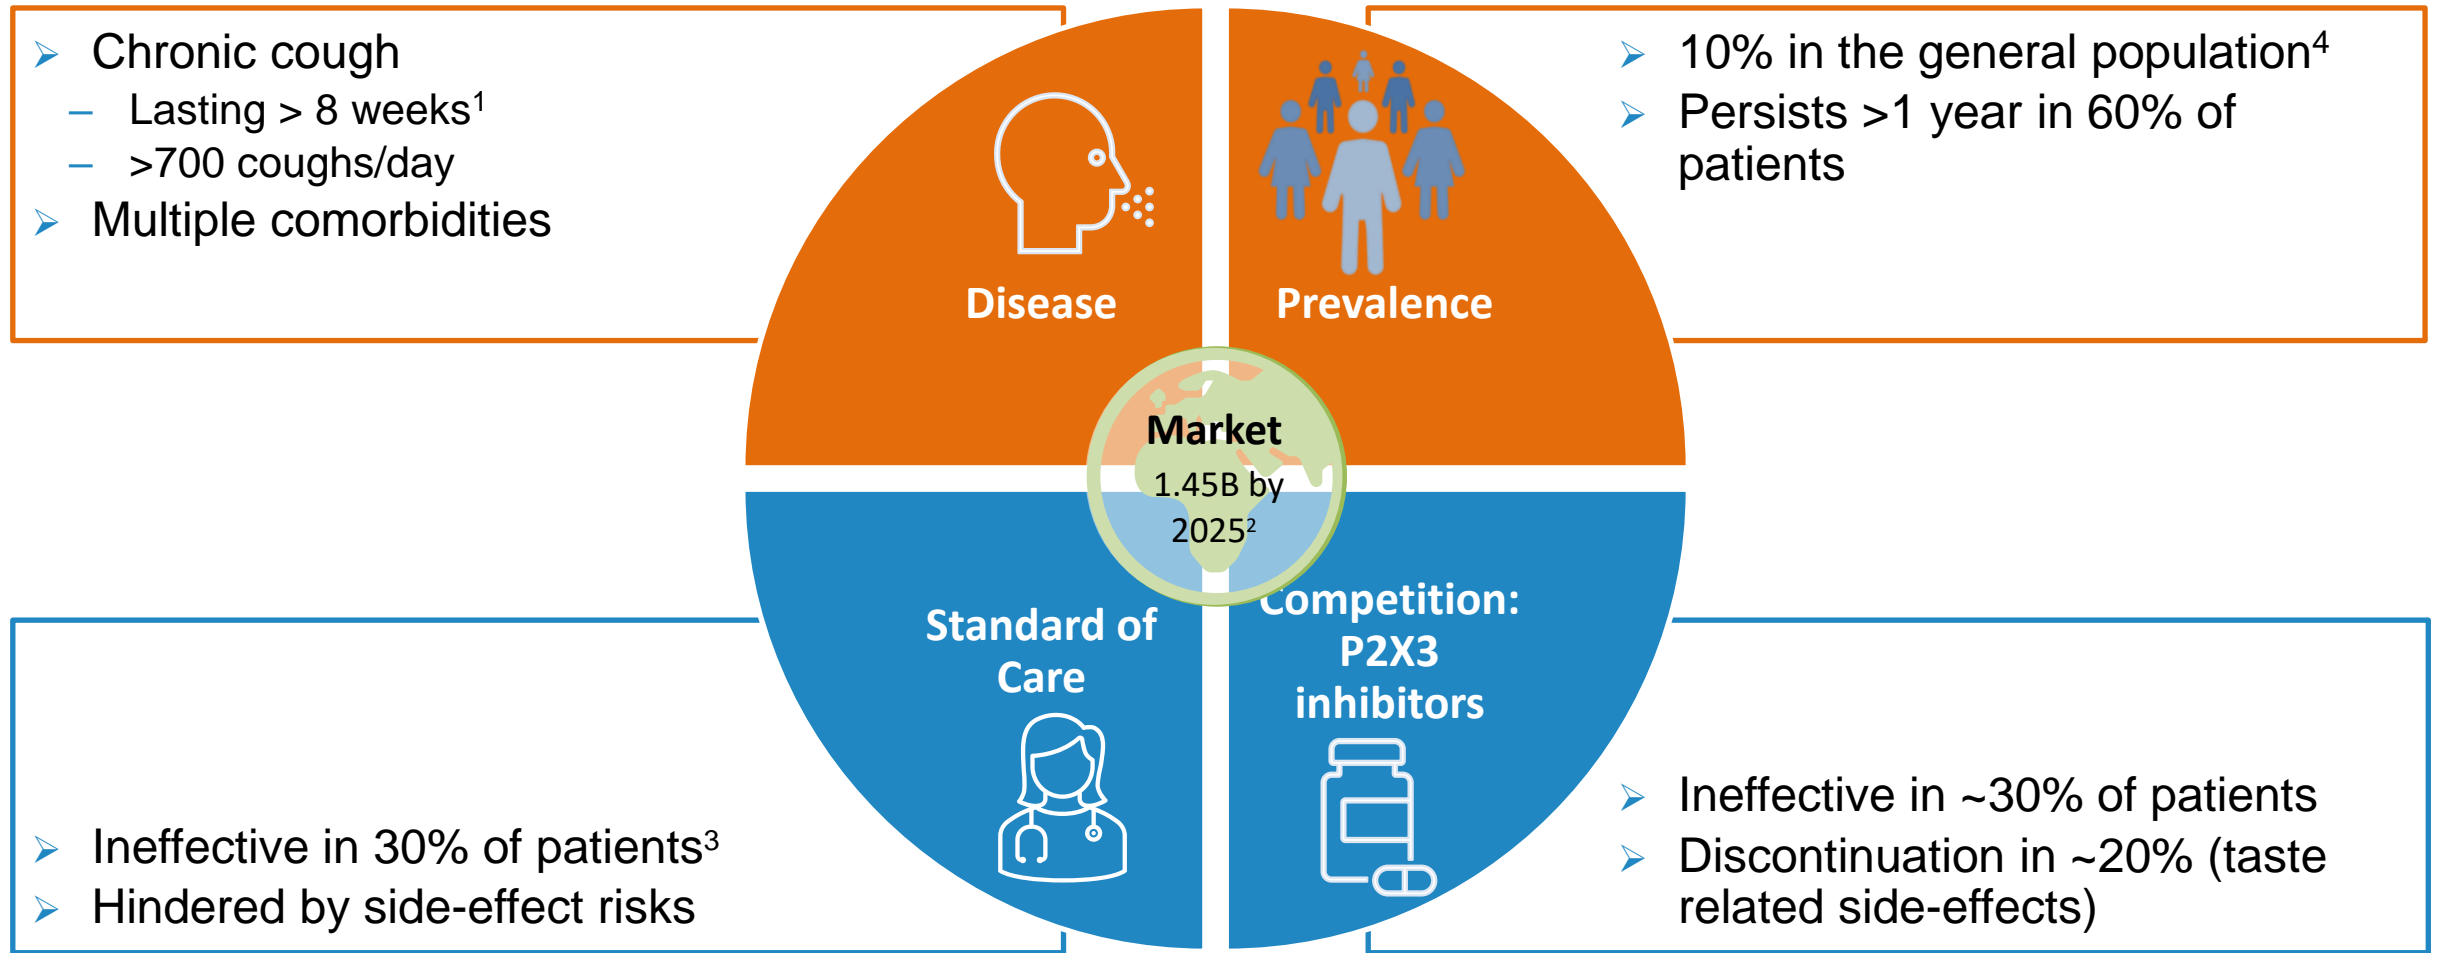 ➢ Chronic cough
– Lasting > 8 weeks¹
– >700 coughs/day
➢ Multiple comorbidities
Disease
Prevalence
➢ 10% in the general population⁴
➢ Persists >1 year in 60% of
patients
Market
1.45B by
2025²
Standard of
Care
➢ Ineffective in 30% of patients³
➢ Hindered by side-effect risks
Competition:
P2X3
inhibitors
➢ Ineffective in ~30% of patients
➢ Discontinuation in ~20% (taste
related side-effects)